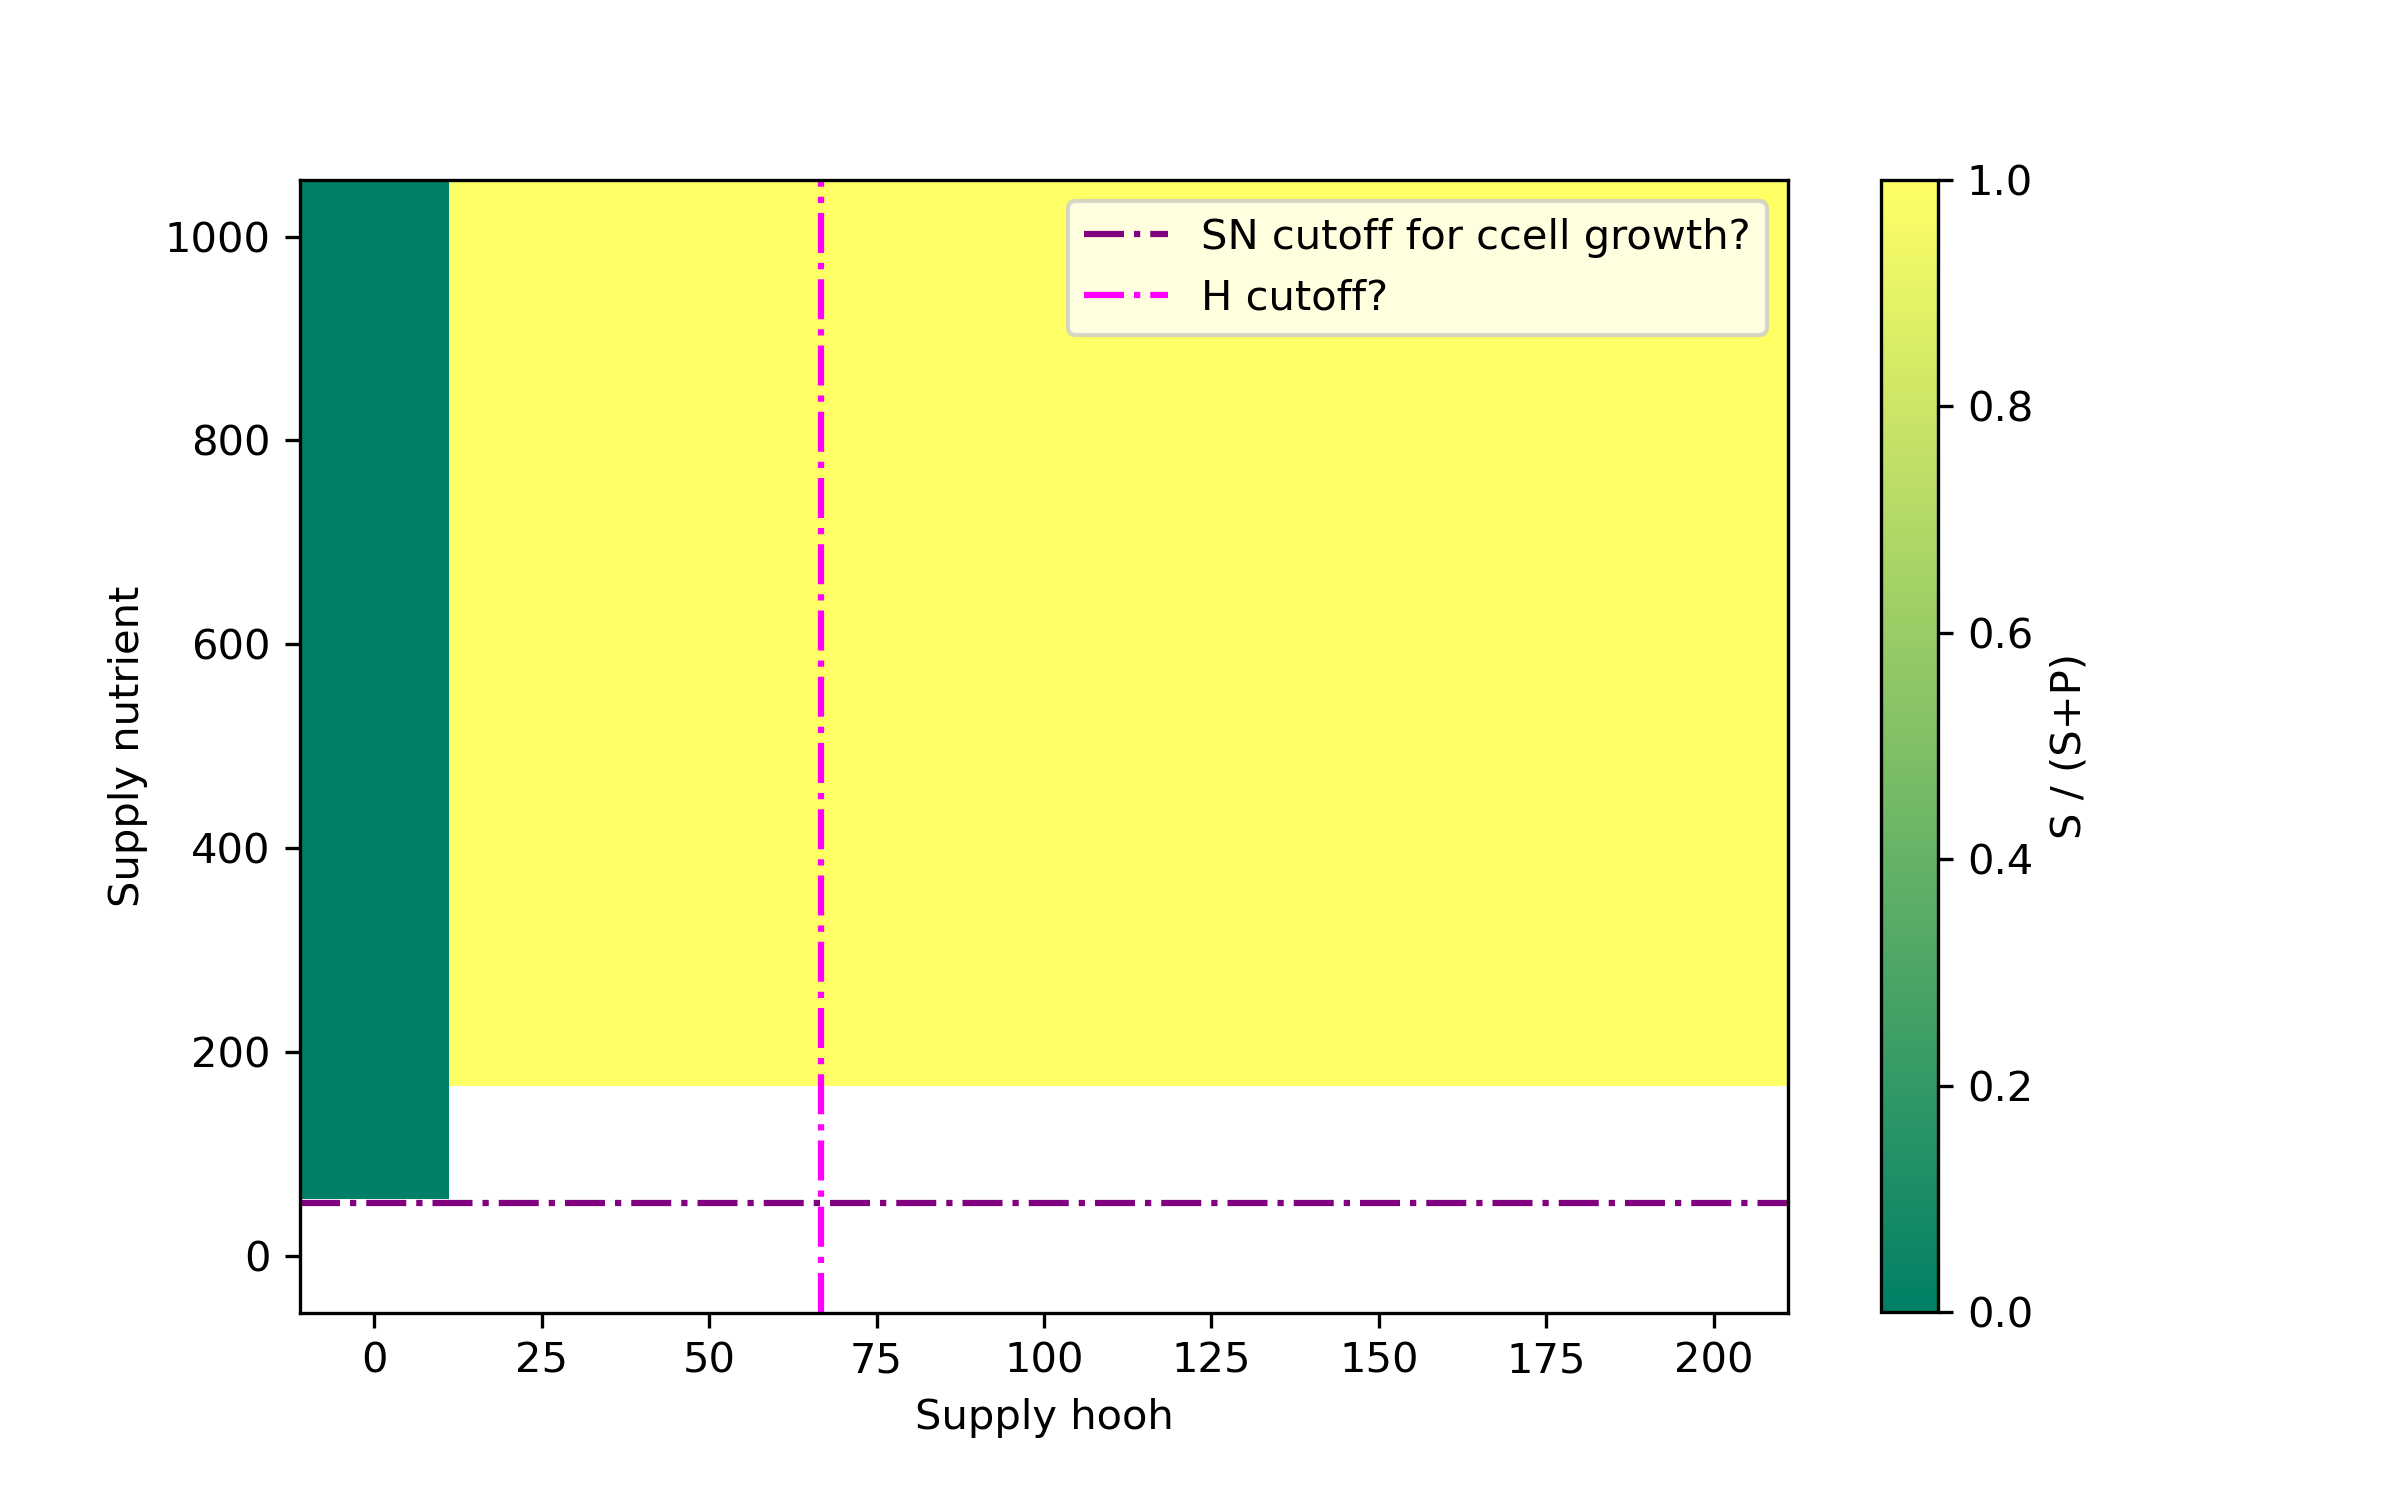 SN cutoff for ccell growth?
H cutoff?
1000
800
600
400
200
0
Supply nutrient
0 25 50 75 100 125 150 175 200
Supply hooh
1.0
0.8
0.6
0.4
0.2
0.0
S / (S+P)